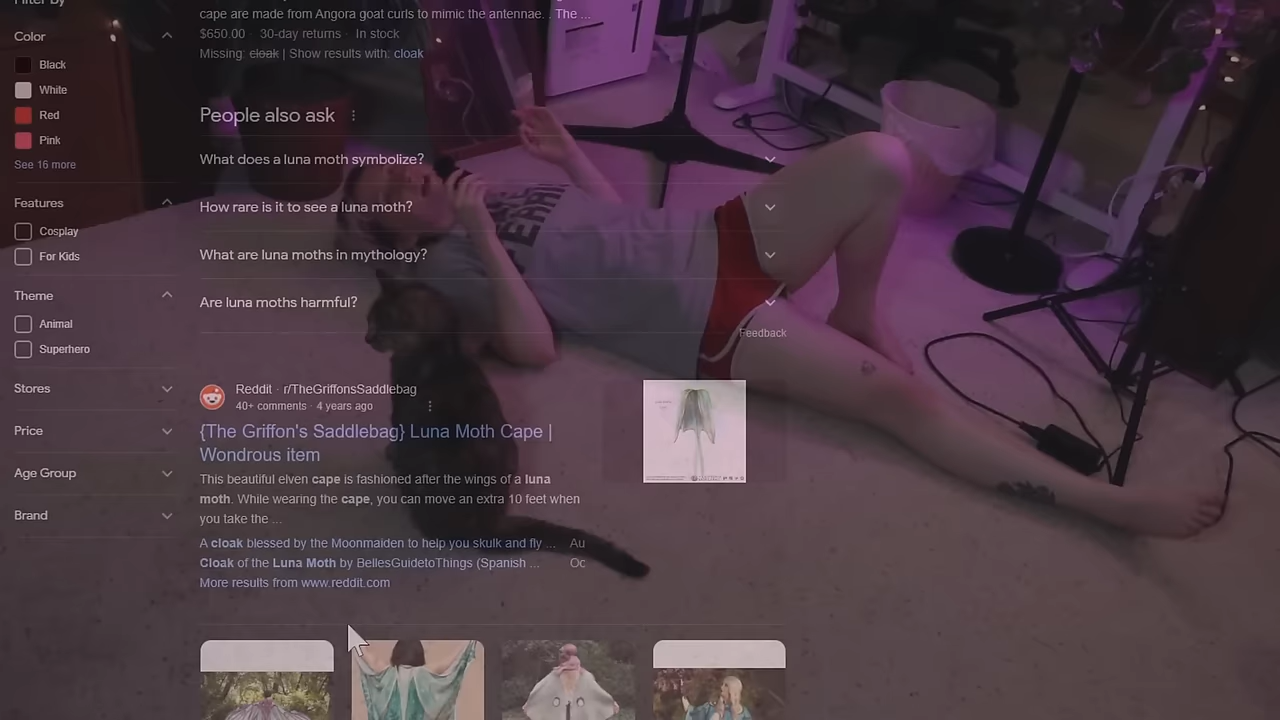 Filter By
Color
Black
White
Red
Pink
See 16 more
Features
Cosplay
For Kids
Theme
Animal
Superhero
Stores
Price
Age Group
Brand
cape are made from Angora goat curls to mimic the antennae. . The ...
$650.00 · 30-day returns · In stock
Missing: cloak | Show results with: cloak
People also ask
What does a luna moth symbolize?
How rare is it to see a luna moth?
What are luna moths in mythology?
Are luna moths harmful?
Feedback
Reddit · r/TheGriffonsSaddlebag
40+ comments · 4 years ago
{The Griffon's Saddlebag} Luna Moth Cape |
Wondrous item
This beautiful elven cape is fashioned after the wings of a luna
moth. While wearing the cape, you can move an extra 10 feet when
you take the ...
A cloak blessed by the Moonmaiden to help you skulk and fly ... Au
Cloak of the Luna Moth by BellesGuidetoThings (Spanish ... Oc
More results from www.reddit.com